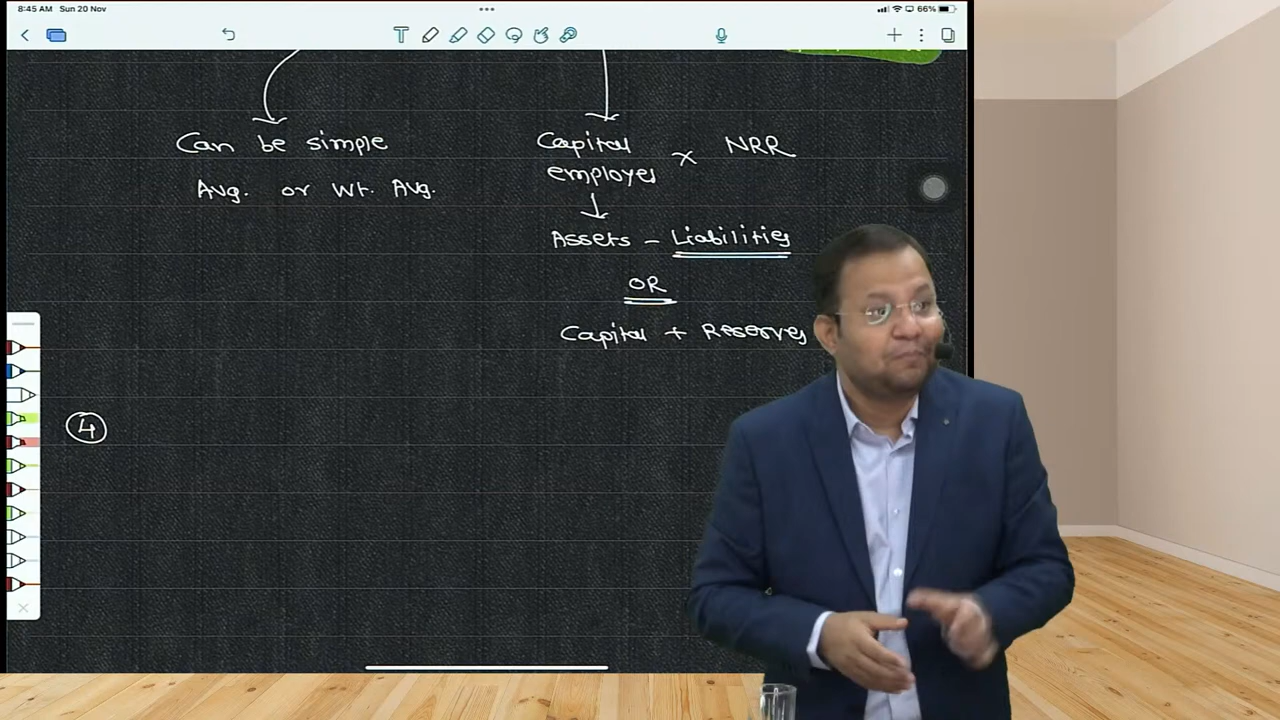 8:45 AM Sun 20 Nov
66%
Can be simple
Avg. or Wt. Avg.
Capital employes × NRR
Assets - Liabilities
OR
Capital + Reserves
4